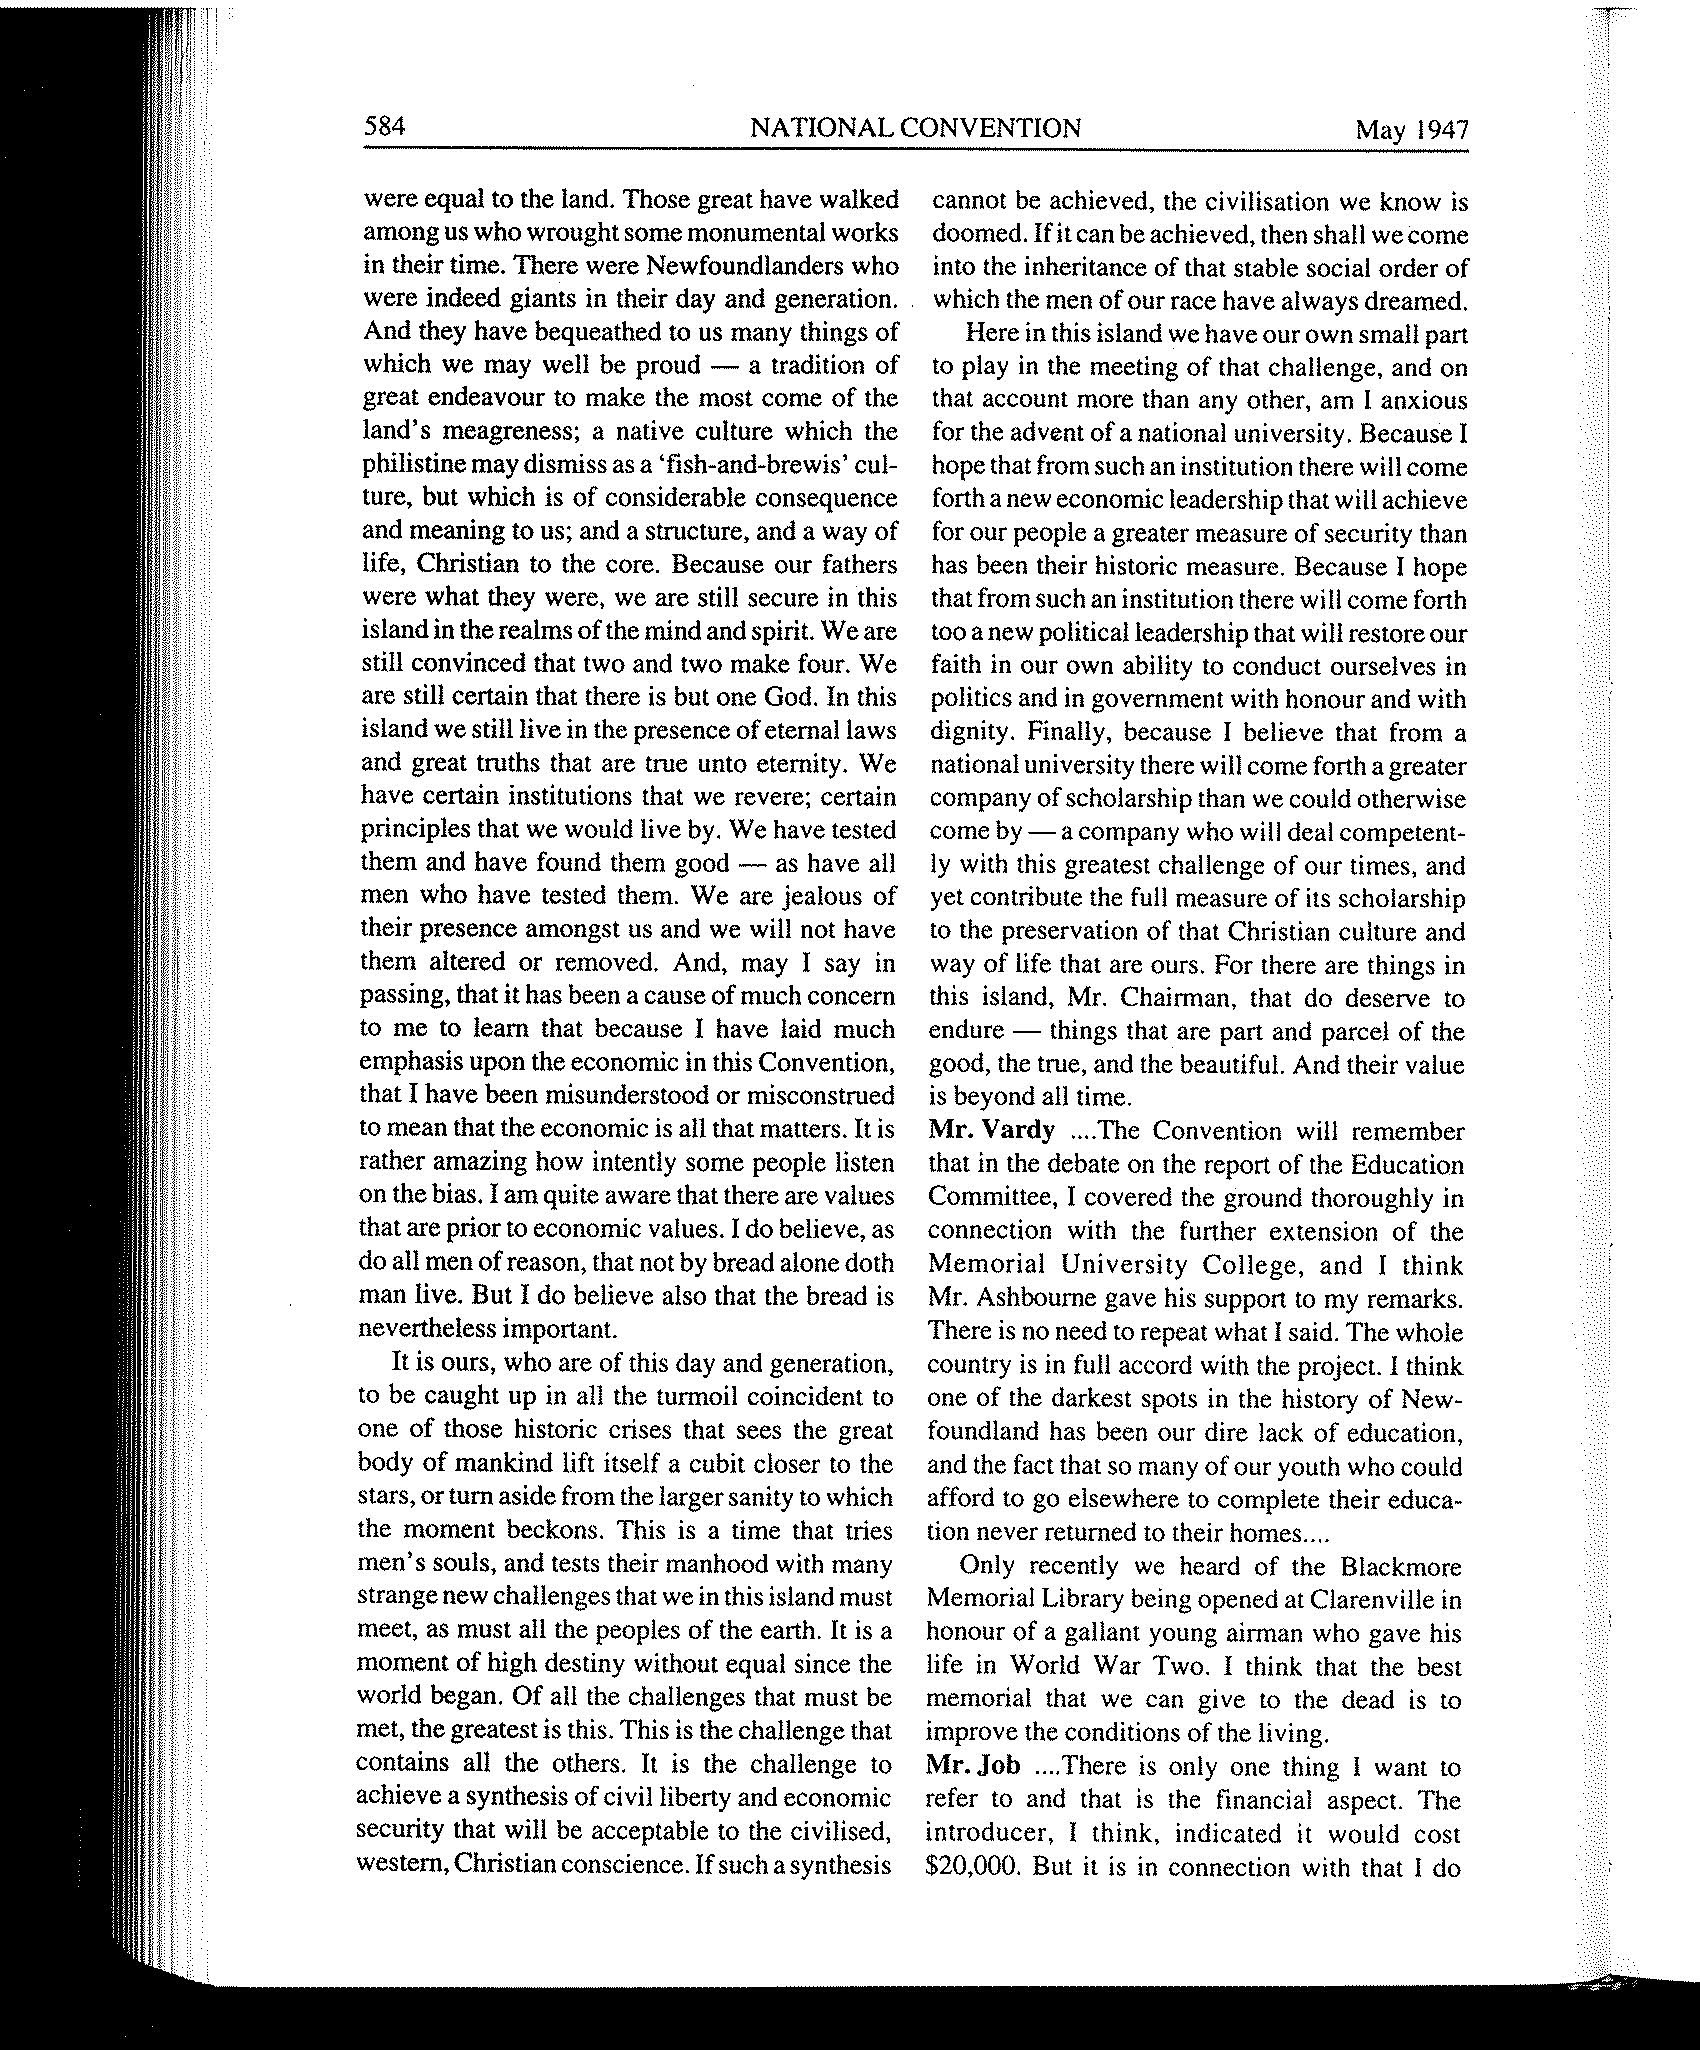 584 NATIONAL CONVENTION May 1947
were equal to the land. Those great have walked
among us who wrought some monumental works
in their time. There were Newfoundlanders who
were indeed giants in their day and generation.
And they have bequeathed to us many things of
which we may well be proud — a tradition of
great endeavour to make the most come of the
land's meagreness; a native culture which the
philistine may dismiss as a 'fish-and-brewis' cul-
ture, but which is of considerable consequence
and meaning to us; and a structure, and a way of
life, Christian to the core. Because our fathers
were what they were, we are still secure in this
island in the realms of the mind and spirit. We are
still convinced that two and two make four. We
are still certain that there is but one God. In this
island we still live in the presence of eternal laws
and great truths that are true unto eternity. We
have certain institutions that we revere; certain
principles that we would live by. We have tested
them and have found them good — as have all
men who have tested them. We are jealous of
their presence amongst us and we will not have
them altered or removed. And, may I say in
passing, that it has been a cause of much concern
to me to learn that because I have laid much
emphasis upon the economic in this Convention,
that I have been misunderstood or misconstrued
to mean that the economic is all that matters. It is
rather amazing how intently some people listen
on the bias. I am quite aware that there are values
that are prior to economic values. I do believe, as
do all men of reason, that not by bread alone doth
man live. But I do believe also that the bread is
nevertheless important.
It is ours, who are of this day and generation,
to be caught up in all the turmoil coincident to
one of those historic crises that sees the great
body of mankind lift itself a cubit closer to the
stars, or turn aside from the larger sanity to which
the moment beckons. This is a time that tries
men's souls, and tests their manhood with many
strange new challenges that we in this island must
meet, as must all the peoples of the earth. It is a
moment of high destiny without equal since the
world began. Of all the challenges that must be
met, the greatest is this. This is the challenge that
contains all the others. It is the challenge to
achieve a synthesis of civil liberty and economic
security that will be acceptable to the civilised,
western, Christian conscience. If such a synthesis
cannot be achieved, the civilisation we know is
doomed. If it can be achieved, then shall we come
into the inheritance of that stable social order of
which the men of our race have always dreamed.
Here in this island we have our own small part
to play in the meeting of that challenge, and on
that account more than any other, am I anxious
for the advent of a national university. Because I
hope that from such an institution there will come
forth a new economic leadership that will achieve
for our people a greater measure of security than
has been their historic measure. Because I hope
that from such an institution there will come forth
too a new political leadership that will restore our
faith in our own ability to conduct ourselves in
politics and in government with honour and with
dignity. Finally, because I believe that from a
national university there will come forth a greater
company of scholarship than we could otherwise
come by — a company who will deal competent-
ly with this greatest challenge of our times, and
yet contribute the full measure of its scholarship
to the preservation of that Christian culture and
way of life that are ours. For there are things in
this island, Mr. Chairman, that do deserve to
endure — things that are part and parcel of the
good, the true, and the beautiful. And their value
is beyond all time.
Mr. Vardy ....The Convention will remember
that in the debate on the report of the Education
Committee, I covered the ground thoroughly in
connection with the further extension of the
Memorial University College, and I think
Mr. Ashbourne gave his support to my remarks.
There is no need to repeat what I said. The whole
country is in full accord with the project. I think
one of the darkest spots in the history of New-
foundland has been our dire lack of education,
and the fact that so many of our youth who could
afford to go elsewhere to complete their educa-
tion never returned to their homes....
Only recently we heard of the Blackmore
Memorial Library being opened at Clarenville in
honour of a gallant young airman who gave his
life in World War Two. I think that the best
memorial that we can give to the dead is to
improve the conditions of the living.
Mr. Job ....There is only one thing I want to
refer to and that is the financial aspect. The
introducer, I think, indicated it would cost
$20,000. But it is in connection with that I do